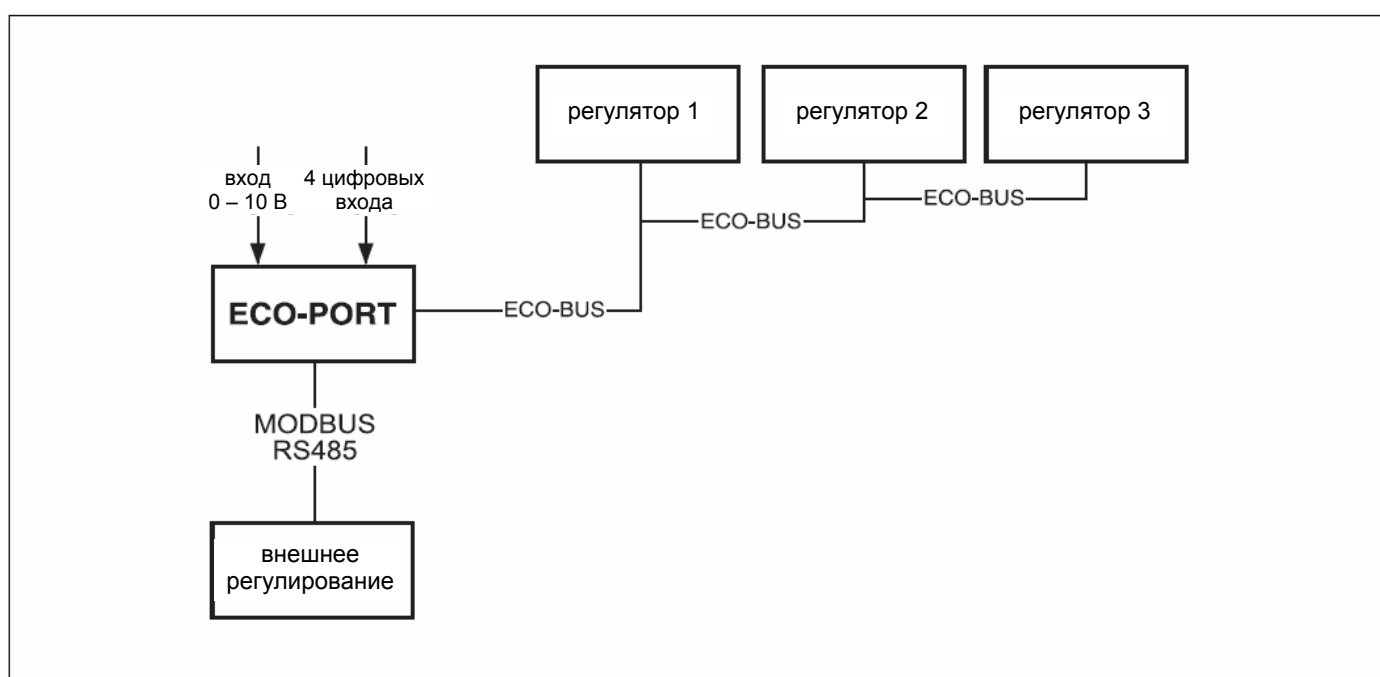 регулятор 1
регулятор 2
регулятор 3
вход
0 – 10 В
4 цифровых
входа
ECO-BUS
ECO-BUS
ECO-PORT
ECO-BUS
MODBUS
RS485
внешнее
регулирование